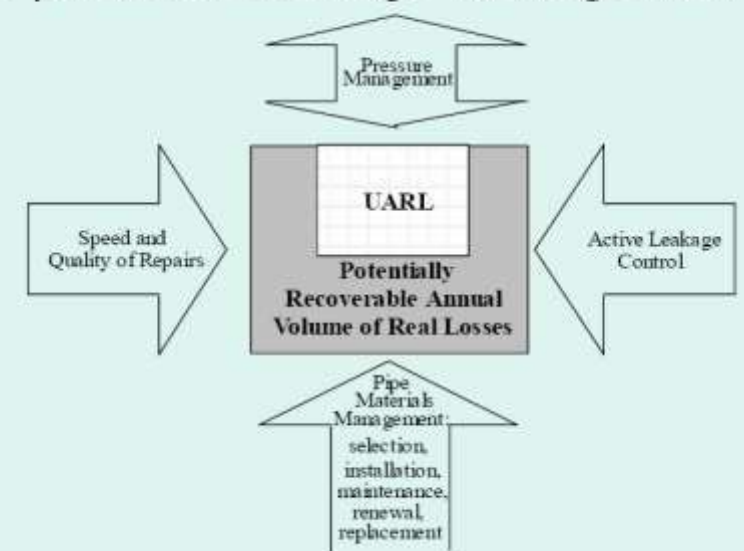 Pressure
Management
UARL
Speed and
Quality of Repairs
Active Leakage
Control
Potentially
Recoverable Annual
Volume of Real Losses
Pipe
Materials
Management:
selection,
installation,
maintenance,
renewal,
replacement